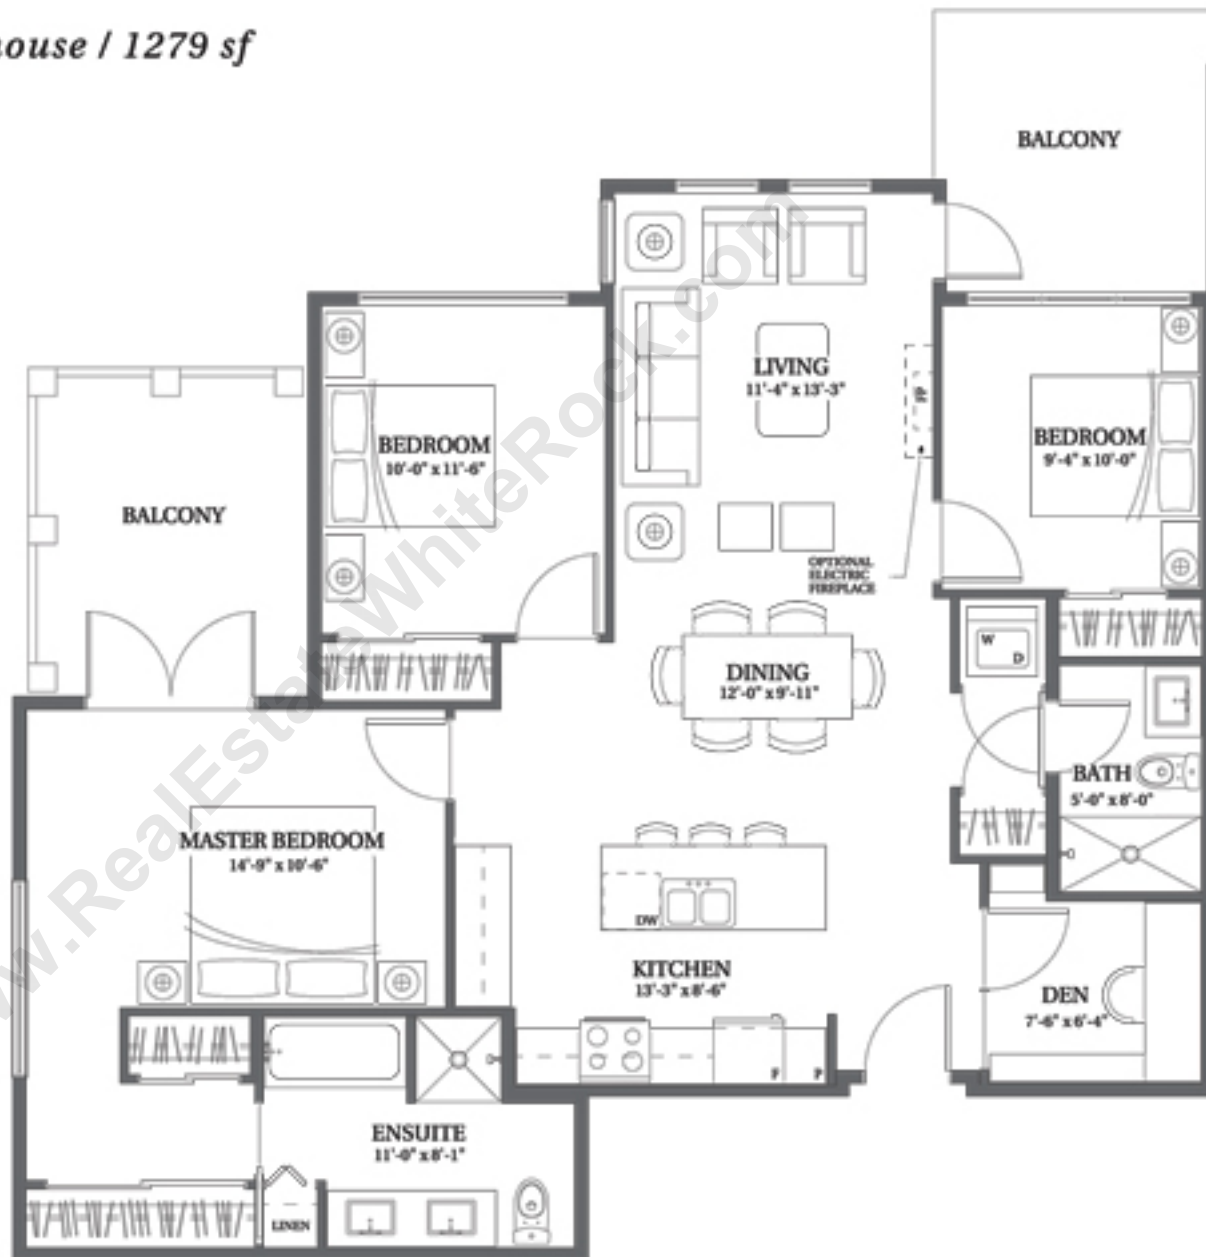 house / 1279 sf
BALCONY
LIVING
11'-4" x 13'-3"
FP
BEDROOM
10'-0" x 11'-6"
BEDROOM
9'-4" x 10'-0"
BALCONY
OPTIONAL
ELECTRIC
FIREPLACE
W
D
DINING
12'-0" x 9'-11"
BATH
5'-0" x 8'-0"
MASTER BEDROOM
14'-9" x 10'-6"
DW
KITCHEN
13'-3" x 8'-6"
DEN
7'-6" x 6'-4"
F
P
ENSUITE
11'-0" x 8'-1"
LINEN
www.RealEstateWhiteRock.com